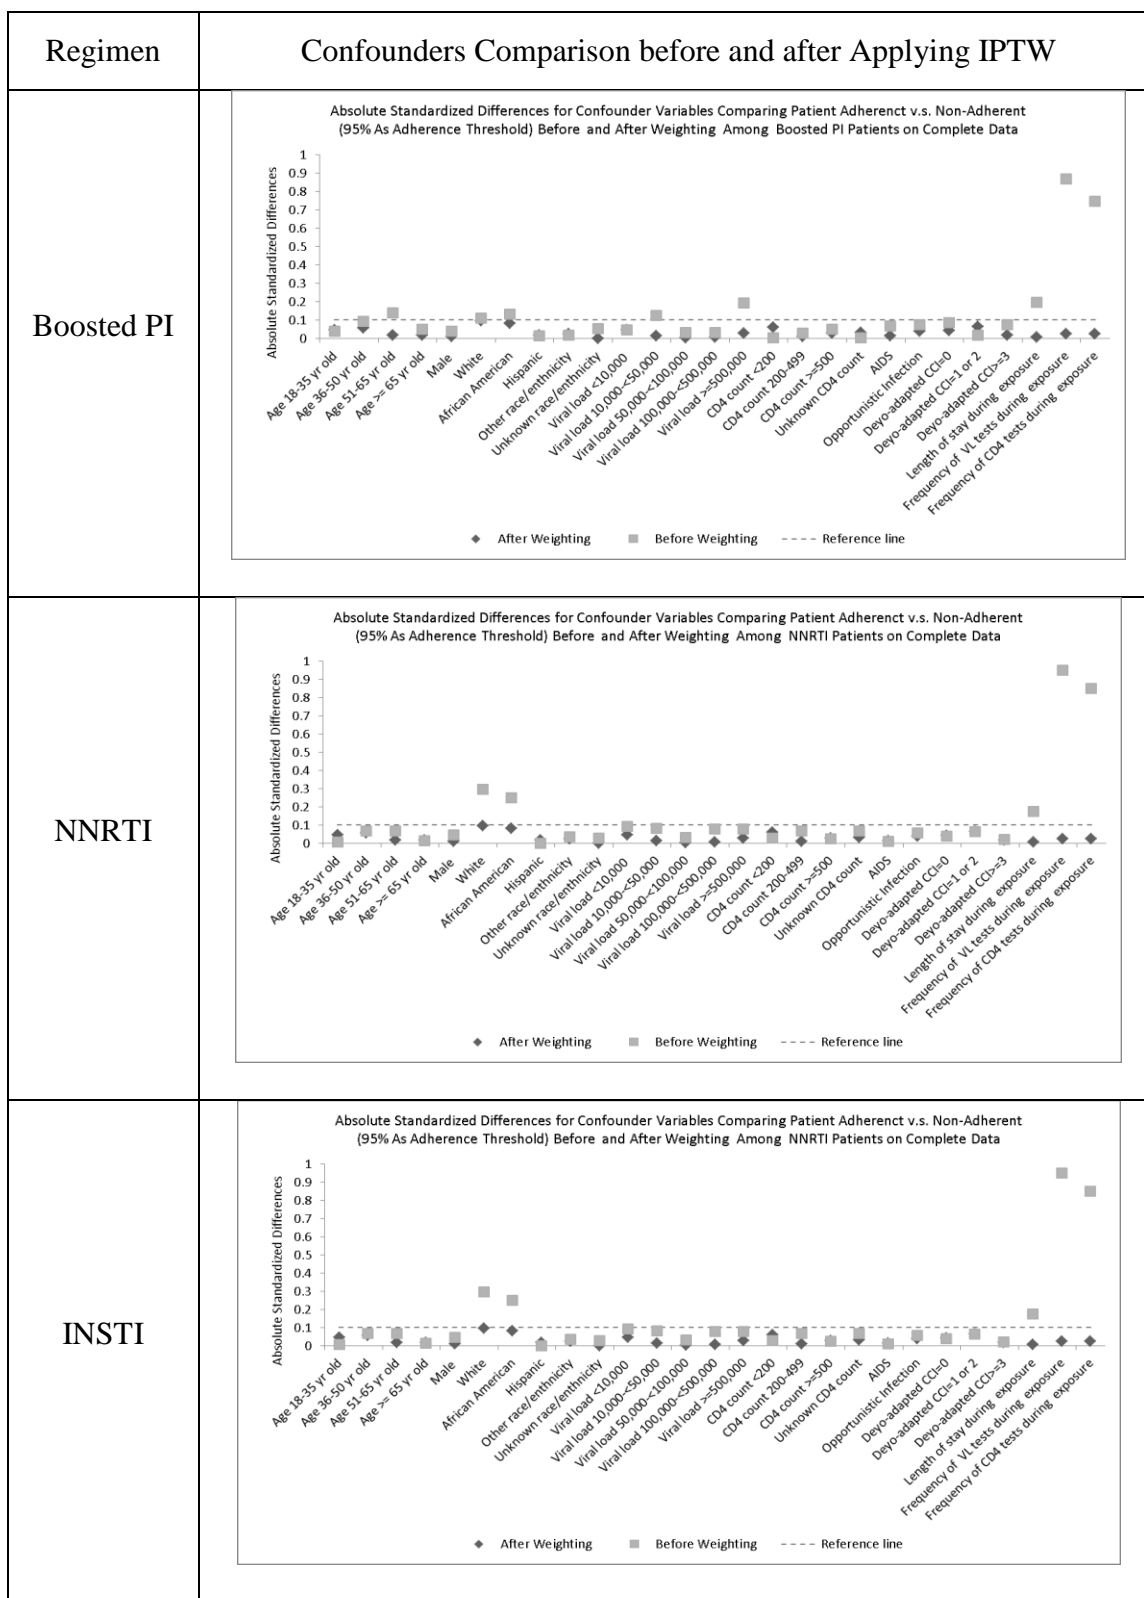 Regimen
Confounders Comparison before and after Applying IPTW
Boosted PI
Absolute Standardized Differences for Confounder Variables Comparing Patient Adherenct v.s. Non-Adherent
(95% As Adherence Threshold) Before and After Weighting Among Boosted PI Patients on Complete Data
Absolute Standardized Differences
1
0.9
0.8
0.7
0.6
0.5
0.4
0.3
0.2
0.1
0
Age 18-35 yr old
Age 36-50 yr old
Age 51-65 yr old
Age >= 65 yr old
Male
White
African American
Hispanic
Other race/enthnicity
Unknown race/enthnicity
Viral load <10,000
Viral load 10,000-<50,000
Viral load 50,000-<100,000
Viral load 100,000-<500,000
Viral load >=500,000
CD4 count <200
CD4 count 200-499
CD4 count >=500
Unknown CD4 count
AIDS
Opportunistic Infection
Deyo-adapted CCI=0
Deyo-adapted CCI=1 or 2
Deyo-adapted CCI>=3
Length of stay during exposure
Frequency of VL tests during exposure
Frequency of CD4 tests during exposure
After Weighting
Before Weighting
Reference line
NNRTI
Absolute Standardized Differences for Confounder Variables Comparing Patient Adherenct v.s. Non-Adherent
(95% As Adherence Threshold) Before and After Weighting Among NNRTI Patients on Complete Data
Absolute Standardized Differences
1
0.9
0.8
0.7
0.6
0.5
0.4
0.3
0.2
0.1
0
Age 18-35 yr old
Age 36-50 yr old
Age 51-65 yr old
Age >= 65 yr old
Male
White
African American
Hispanic
Other race/enthnicity
Unknown race/enthnicity
Viral load <10,000
Viral load 10,000-<50,000
Viral load 50,000-<100,000
Viral load 100,000-<500,000
Viral load >=500,000
CD4 count <200
CD4 count 200-499
CD4 count >=500
Unknown CD4 count
AIDS
Opportunistic Infection
Deyo-adapted CCI=0
Deyo-adapted CCI=1 or 2
Deyo-adapted CCI>=3
Length of stay during exposure
Frequency of VL tests during exposure
Frequency of CD4 tests during exposure
After Weighting
Before Weighting
Reference line
INSTI
Absolute Standardized Differences for Confounder Variables Comparing Patient Adherenct v.s. Non-Adherent
(95% As Adherence Threshold) Before and After Weighting Among NNRTI Patients on Complete Data
Absolute Standardized Differences
1
0.9
0.8
0.7
0.6
0.5
0.4
0.3
0.2
0.1
0
Age 18-35 yr old
Age 36-50 yr old
Age 51-65 yr old
Age >= 65 yr old
Male
White
African American
Hispanic
Other race/enthnicity
Unknown race/enthnicity
Viral load <10,000
Viral load 10,000-<50,000
Viral load 50,000-<100,000
Viral load 100,000-<500,000
Viral load >=500,000
CD4 count <200
CD4 count 200-499
CD4 count >=500
Unknown CD4 count
AIDS
Opportunistic Infection
Deyo-adapted CCI=0
Deyo-adapted CCI=1 or 2
Deyo-adapted CCI>=3
Length of stay during exposure
Frequency of VL tests during exposure
Frequency of CD4 tests during exposure
After Weighting
Before Weighting
Reference line